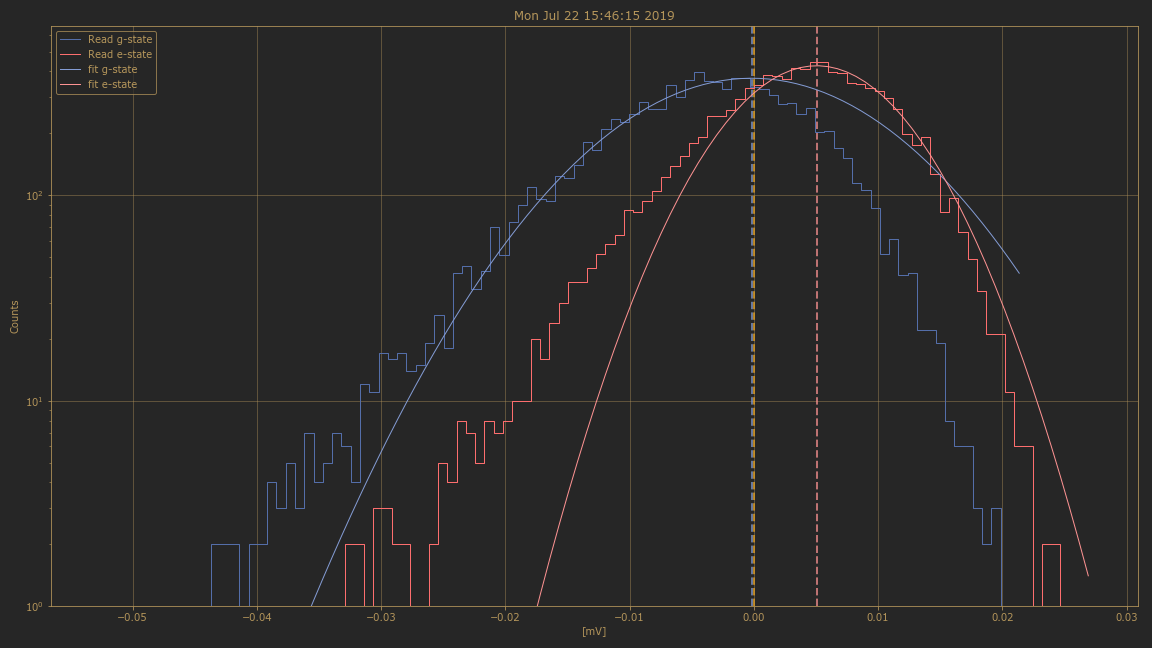 Mon Jul 22 15:46:15 2019
Read g-state
Read e-state
fit g-state
fit e-state
Counts
10²
10¹
10⁰
−0.05 −0.04 −0.03 −0.02 −0.01 0.00 0.01 0.02 0.03
[mV]